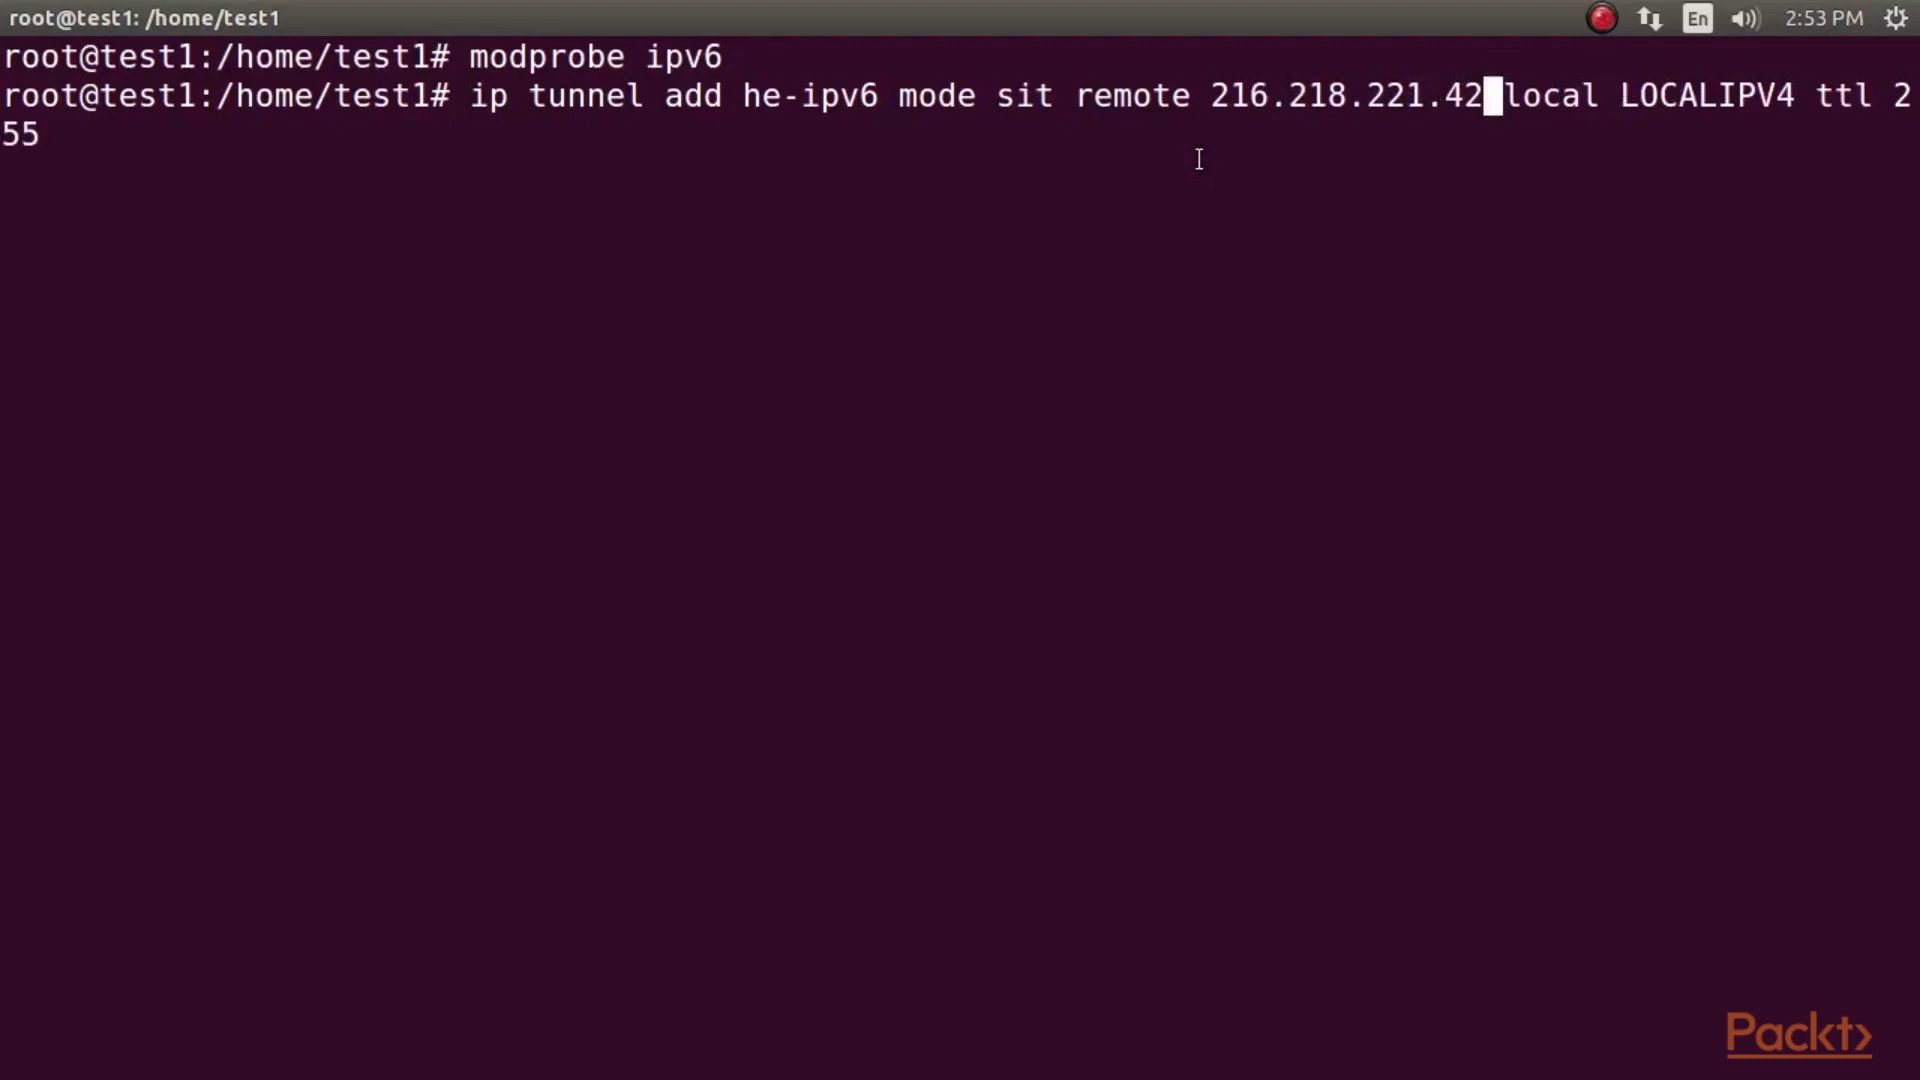 root@test1: /home/test1
En
2:53 PM
root@test1:/home/test1# modprobe ipv6
root@test1:/home/test1# ip tunnel add he-ipv6 mode sit remote 216.218.221.42 local LOCALIPV4 ttl 2
55
Packt>